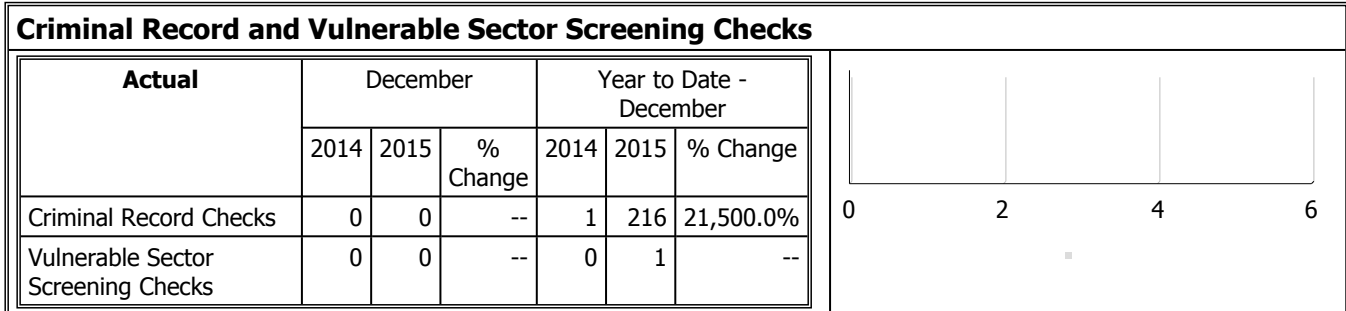 Criminal Record and Vulnerable Sector Screening Checks
Actual December Year to Date -
December
2014 2015 % 2014 2015 % Change
Change
Criminal Record Checks 0 0 -- 1 216 21,500.0%
Vulnerable Sector 0 0 -- 0 1 --
Screening Checks
0 2 4 6